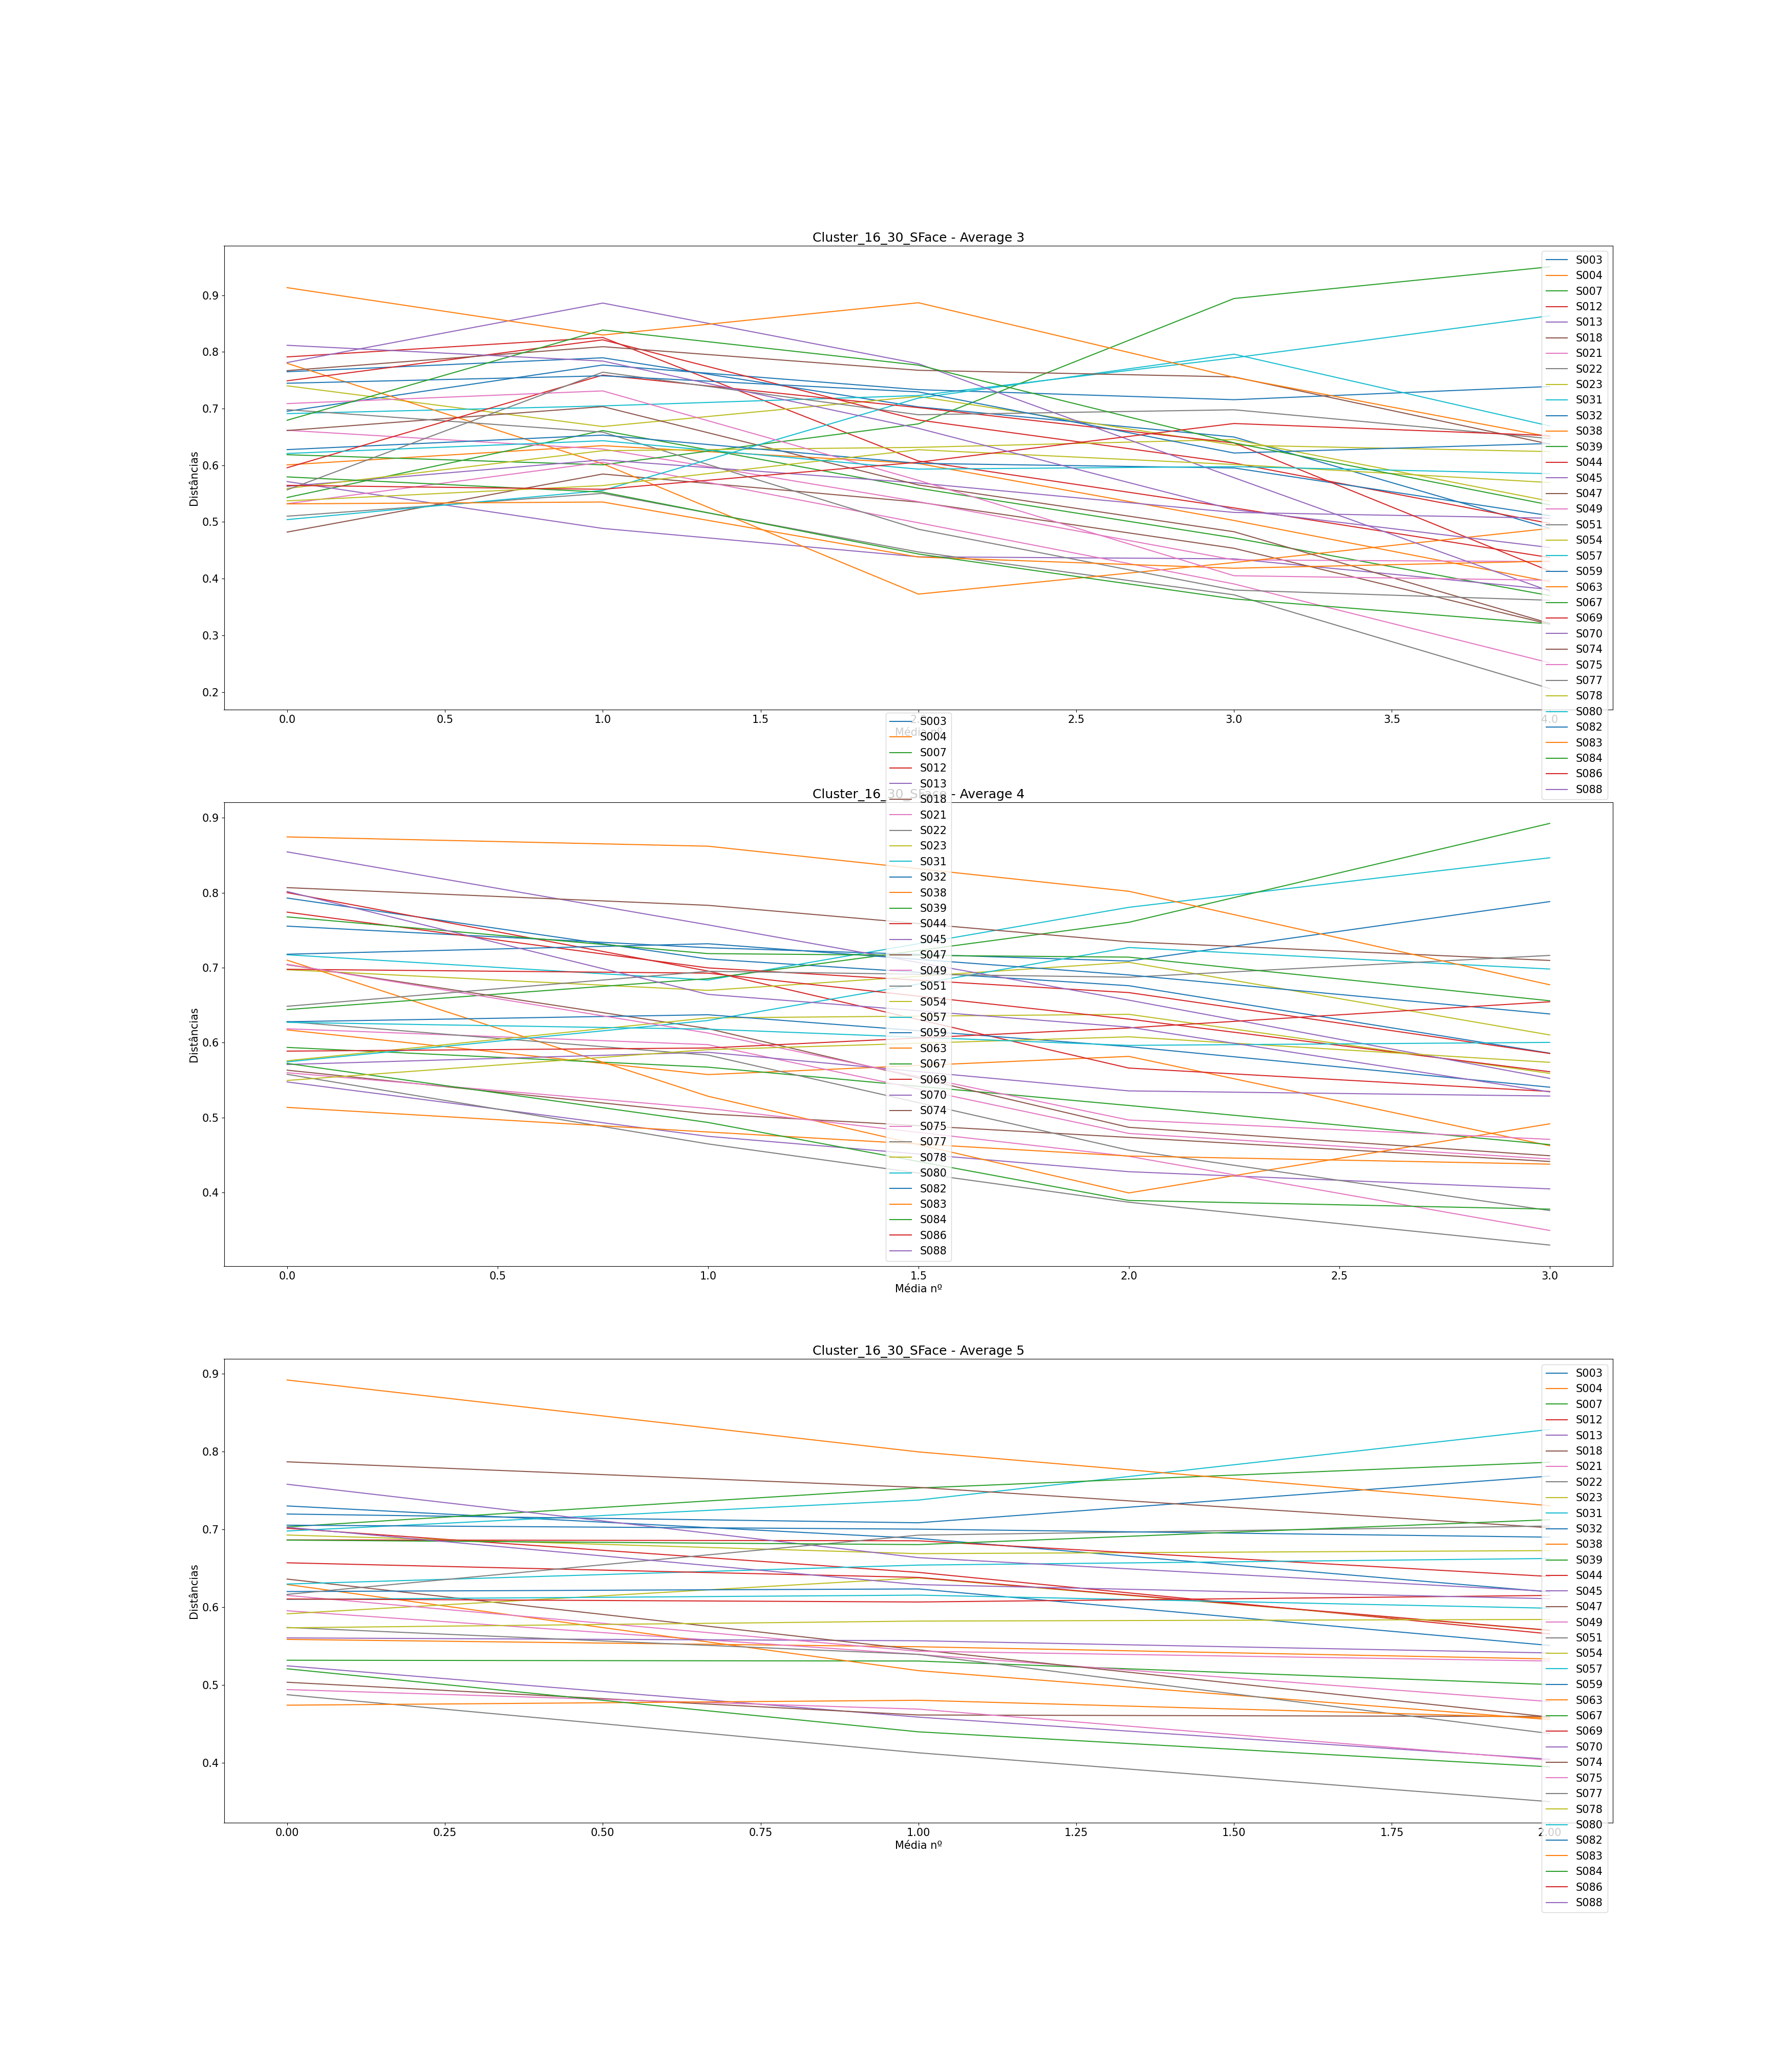 Cluster_16_30_SFace - Average 3
Distâncias
0.9
0.8
0.7
0.6
0.5
0.4
0.3
0.2
0.0
0.5
1.0
1.5
2.0
2.5
3.0
3.5
4.0
Média nº
S003
S004
S007
S012
S013
S018
S021
S022
S023
S031
S032
S038
S039
S044
S045
S047
S049
S051
S054
S057
S059
S063
S067
S069
S070
S074
S075
S077
S078
S080
S082
S083
S084
S086
S088
Cluster_16_30_SFace - Average 4
Distâncias
0.9
0.8
0.7
0.6
0.5
0.4
0.0
0.5
1.0
1.5
2.0
2.5
3.0
Média nº
S003
S004
S007
S012
S013
S018
S021
S022
S023
S031
S032
S038
S039
S044
S045
S047
S049
S051
S054
S057
S059
S063
S067
S069
S070
S074
S075
S077
S078
S080
S082
S083
S084
S086
S088
Cluster_16_30_SFace - Average 5
Distâncias
0.9
0.8
0.7
0.6
0.5
0.4
0.00
0.25
0.50
0.75
1.00
1.25
1.50
1.75
2.00
Média nº
S003
S004
S007
S012
S013
S018
S021
S022
S023
S031
S032
S038
S039
S044
S045
S047
S049
S051
S054
S057
S059
S063
S067
S069
S070
S074
S075
S077
S078
S080
S082
S083
S084
S086
S088